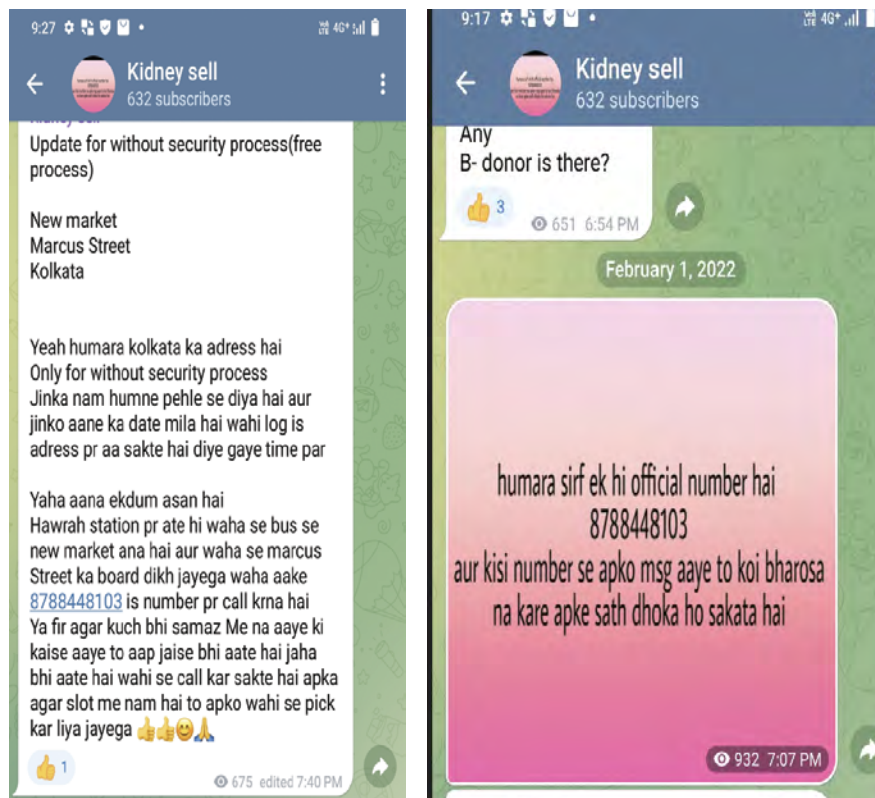 9:27
4G+
Kidney sell
632 subscribers
Update for without security process(free
process)
New market
Marcus Street
Kolkata
Yeah humara kolkata ka adress hai
Only for without security process
Jinka nam humne pehle se diya hai aur
jinko aane ka date mila hai wahi log is
adress pr aa sakte hai diye gaye time par
Yaha aana ekdum asan hai
Hawrah station pr ate hi waha se bus se
new market ana hai aur waha se marcus
Street ka board dikh jayega waha aake
8788448103 is number pr call krna hai
Ya fir agar kuch bhi samaz Me na aaye ki
kaise aaye to aap jaise bhi aate hai jaha
bhi aate hai wahi se call kar sakte hai apka
agar slot me nam hai to apko wahi se pick
kar liya jayega 👍👍😊🙏
👍 1
675 edited 7:40 PM
9:17
4G+
Kidney sell
632 subscribers
Any
B- donor is there?
👍 3
651 6:54 PM
February 1, 2022
humara sirf ek hi official number hai
8788448103
aur kisi number se apko msg aaye to koi bharosa
na kare apke sath dhoka ho sakata hai
932 7:07 PM